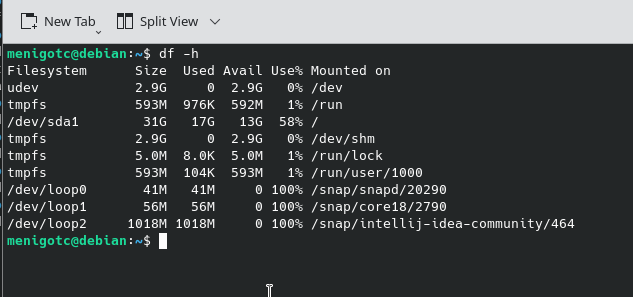 New Tab Split View
menigotc@debian:~$ df -h
Filesystem      Size  Used Avail Use% Mounted on
udev            2.9G     0  2.9G   0% /dev
tmpfs           593M  976K  592M   1% /run
/dev/sda1        31G   17G   13G  58% /
tmpfs           2.9G     0  2.9G   0% /dev/shm
tmpfs           5.0M  8.0K  5.0M   1% /run/lock
tmpfs           593M  104K  593M   1% /run/user/1000
/dev/loop0       41M   41M     0 100% /snap/snapd/20290
/dev/loop1       56M   56M     0 100% /snap/core18/2790
/dev/loop2     1018M 1018M     0 100% /snap/intellij-idea-community/464
menigotc@debian:~$